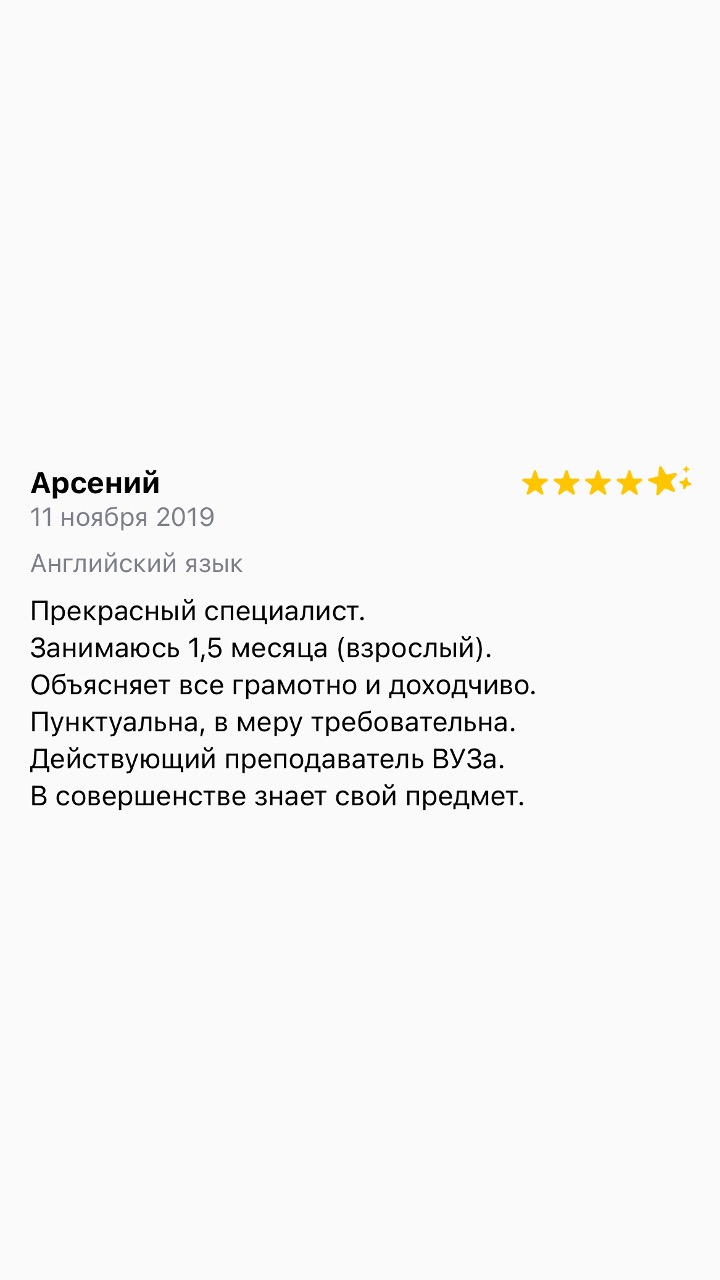 Арсений
11 ноября 2019
Английский язык
Прекрасный специалист.
Занимаюсь 1,5 месяца (взрослый).
Объясняет все грамотно и доходчиво.
Пунктуальна, в меру требовательна.
Действующий преподаватель ВУЗа.
В совершенстве знает свой предмет.